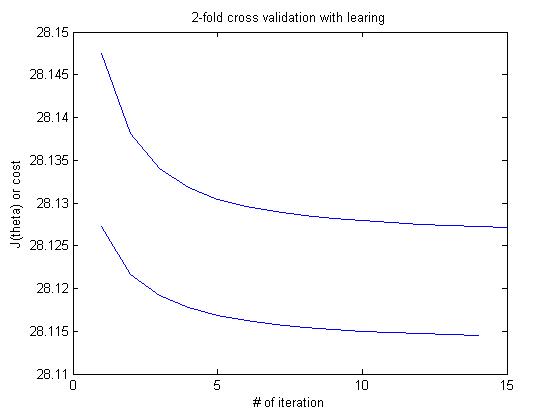 2-fold cross validation with learing
28.15
28.145
28.14
28.135
28.13
28.125
28.12
28.115
28.11
J(theta) or cost
0 5 10 15
# of iteration